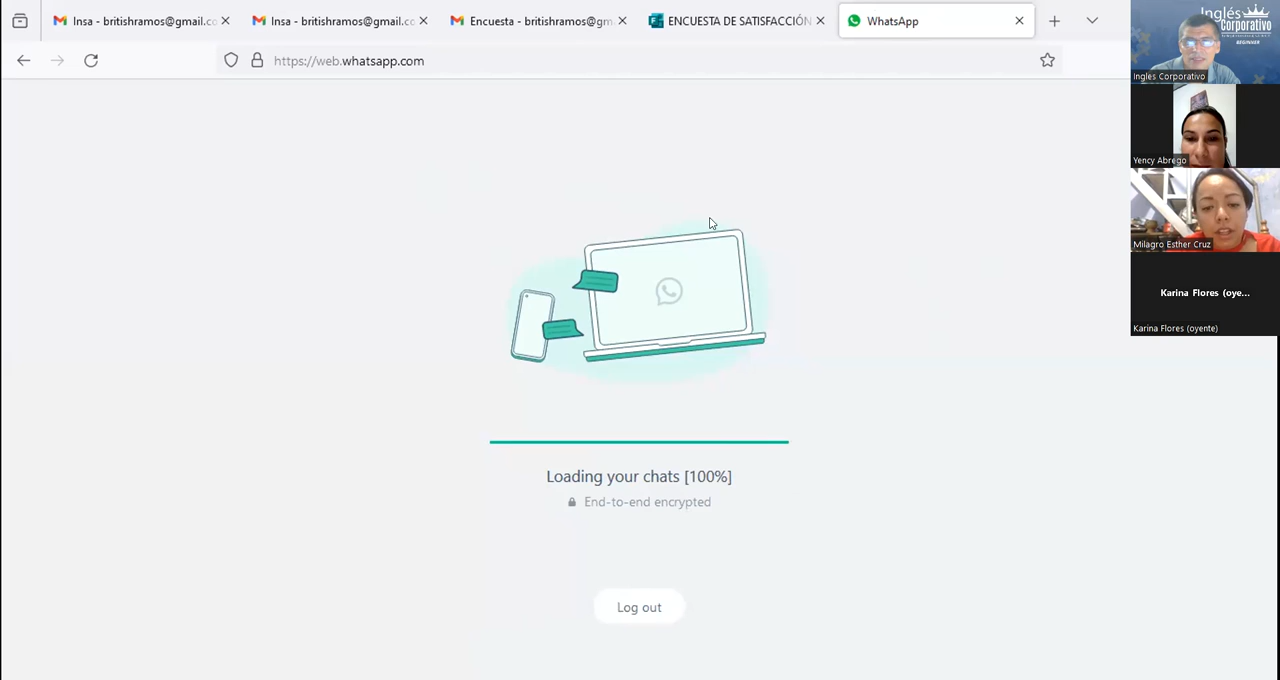 Insa - britishramos@gmail.co
Insa - britishramos@gmail.co
Encuesta - britishramos@gm
ENCUESTA DE SATISFACCIÓN
WhatsApp
https://web.whatsapp.com
Loading your chats [100%]
End-to-end encrypted
Log out
Inglés
Corporativo
BEGINNER
Ingles Corporativo
Yency Abrego
Milagro Esther Cruz
Karina Flores (oye...
Karina Flores (oyente)